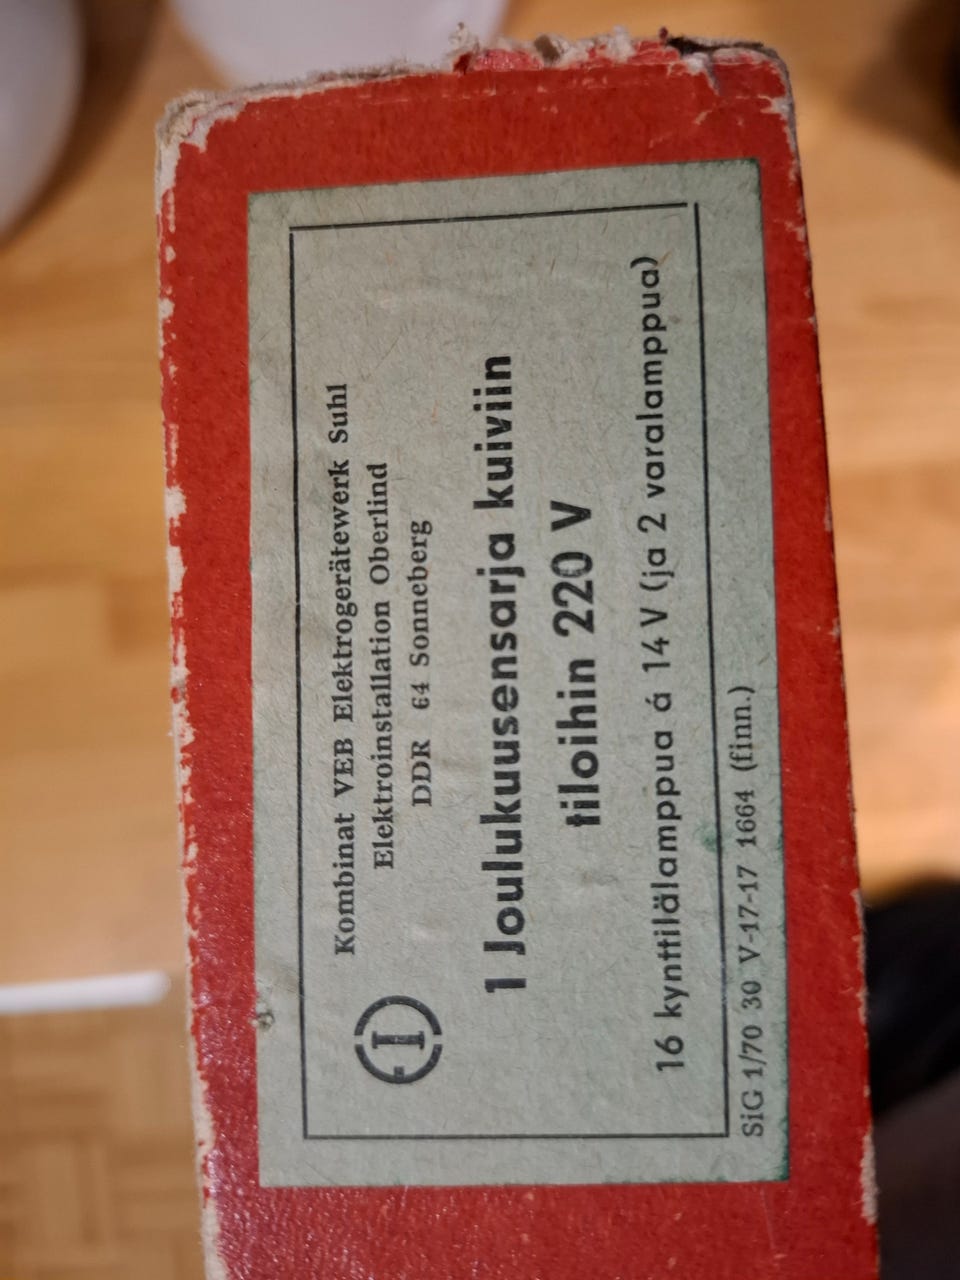 Kombinat VEB Elektrogerätewerk Suhl
Elektroinstallation Oberlind
DDR 64 Sonneberg
1 Joulukuusensarja kuiviin
tiloihin 220 V
16 kynttilälamppua á 14 V (ja 2 varalamppua)
SiG 1/70 30 V-17-17 1664 (finn.)